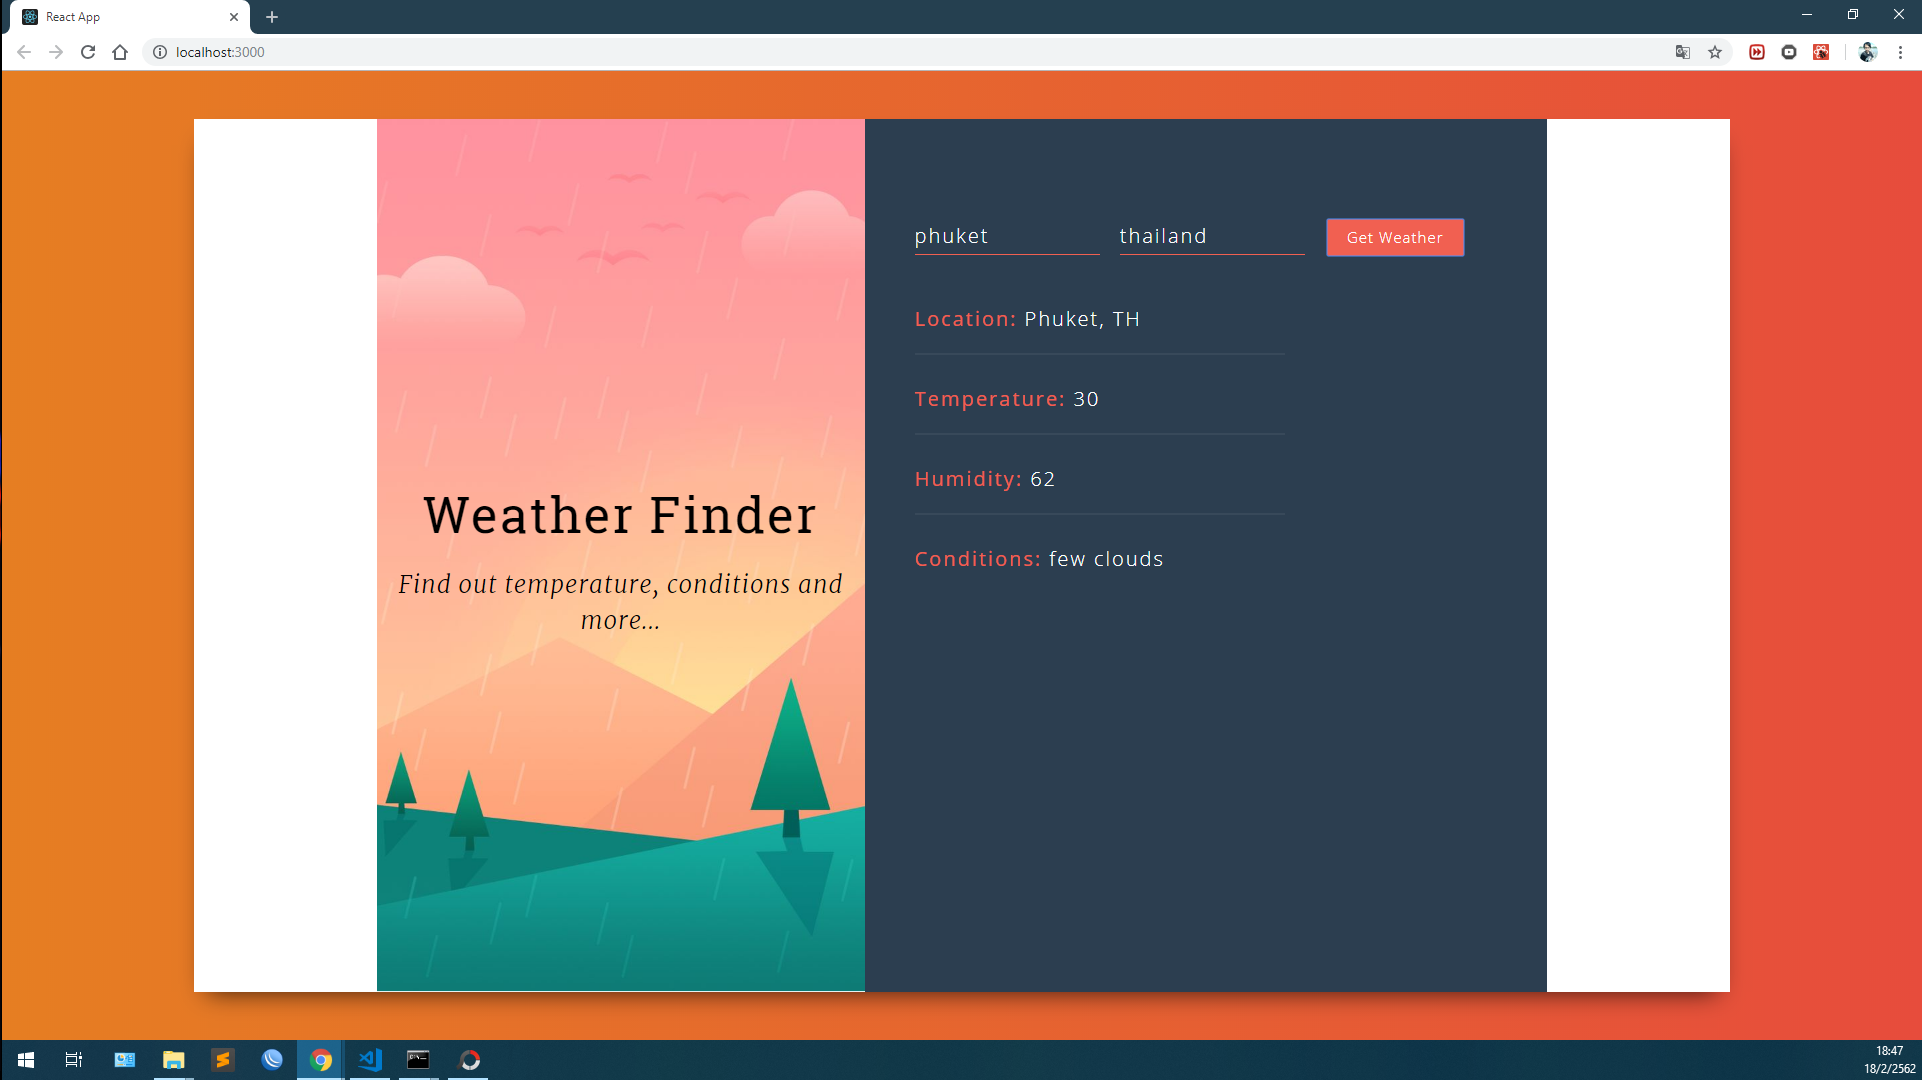 React App
localhost:3000
phuket
thailand
Get Weather
Location: Phuket, TH
Temperature: 30
Humidity: 62
Conditions: few clouds
Weather Finder
Find out temperature, conditions and
more...
18:47
18/2/2562